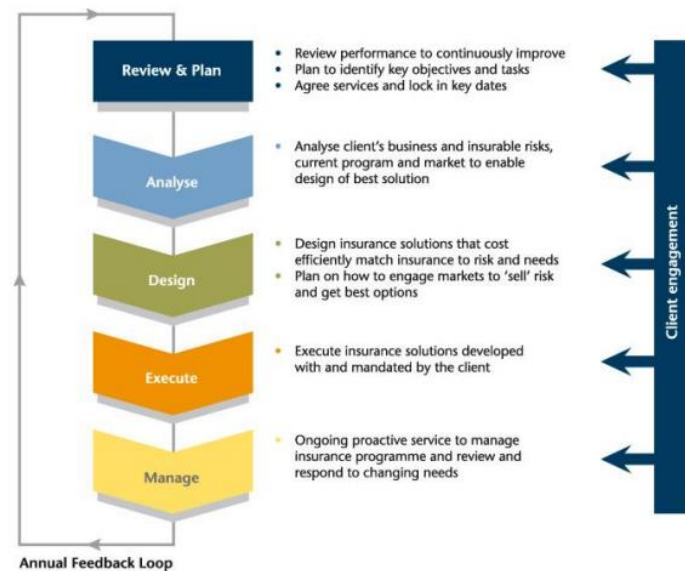 Review & Plan
• Review performance to continuously improve
• Plan to identify key objectives and tasks
• Agree services and lock in key dates
Analyse
• Analyse client's business and insurable risks,
current program and market to enable
design of best solution
Design
• Design insurance solutions that cost
efficiently match insurance to risk and needs
• Plan on how to engage markets to 'sell' risk
and get best options
Execute
• Execute insurance solutions developed
with and mandated by the client
Manage
• Ongoing proactive service to manage
insurance programme and review and
respond to changing needs
Client engagement
Annual Feedback Loop